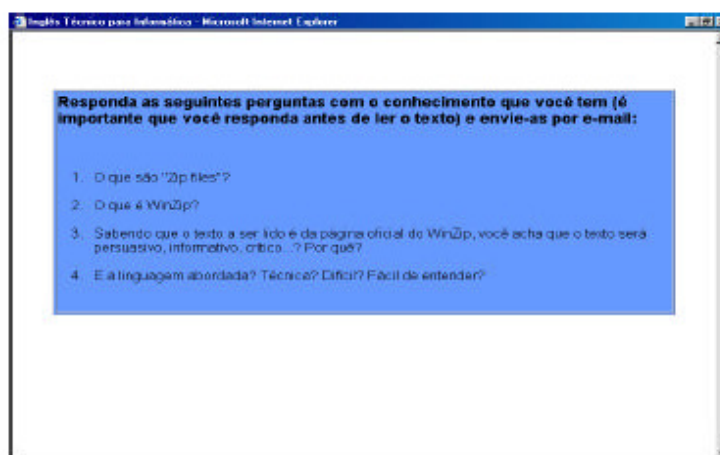 Inglês Técnico para Informática - Microsoft Internet Explorer
Responda as seguintes perguntas com o conhecimento que você tem (é
importante que você responda antes de ler o texto) e envie-as por e-mail:
1. O que são "Zip files"?
2. O que é WinZip?
3. Sabendo que o texto a ser lido é da página oficial do WinZip, você acha que o texto será
persuasivo, informativo, crítico...? Por quê?
4. E a linguagem abordada? Técnica? Difícil? Fácil de entender?